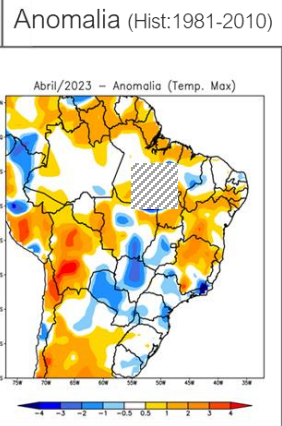 Anomalia (Hist:1981-2010)
Abril/2023 – Anomalia (Temp. Max)
75W 70W 65W 60W 55W 50W 45W 40W 35W
-4 -3 -2 -1 -0.5 0.5 1 2 3 4